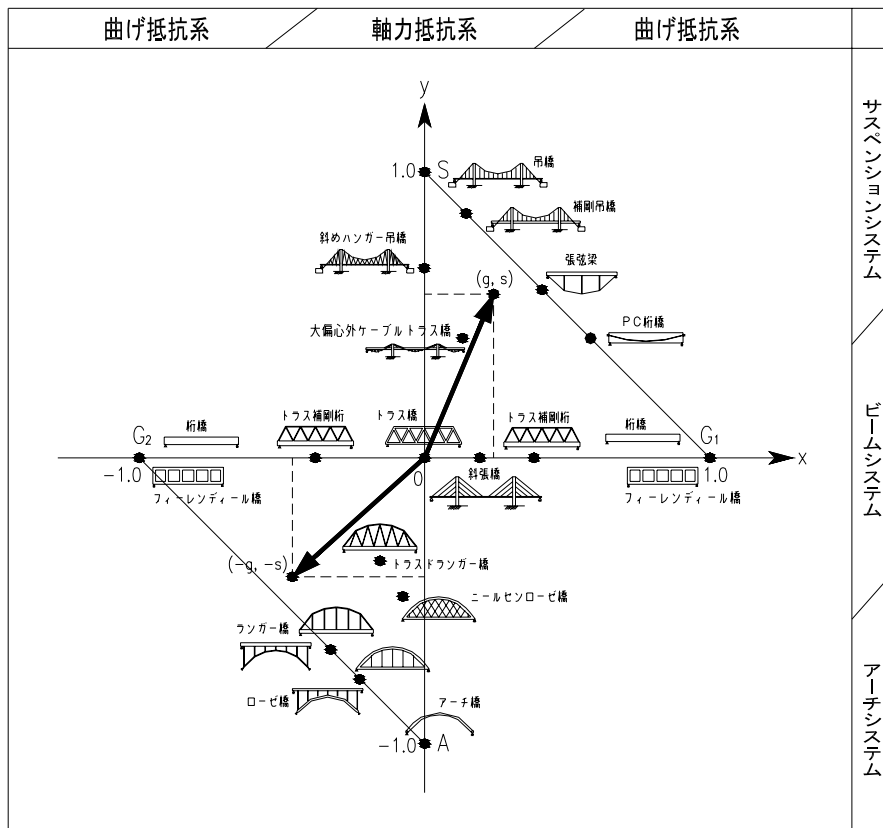 曲げ抵抗系
軸力抵抗系
曲げ抵抗系
サスペンションシステム
ビームシステム
アーチシステム
y
1.0
S
吊橋
補剛吊橋
斜めハンガー吊橋
張弦梁
(g,s)
PC桁橋
大偏心外ケーブルトラス橋
G₂
桁橋
トラス補剛桁
トラス橋
トラス補剛桁
桁橋
G₁
x
-1.0
0
斜張橋
1.0
フィーレンディール橋
フィーレンディール橋
(-g,-s)
トラスドランガー橋
ニールセンローゼ橋
ランガー橋
ローゼ橋
アーチ橋
-1.0
A